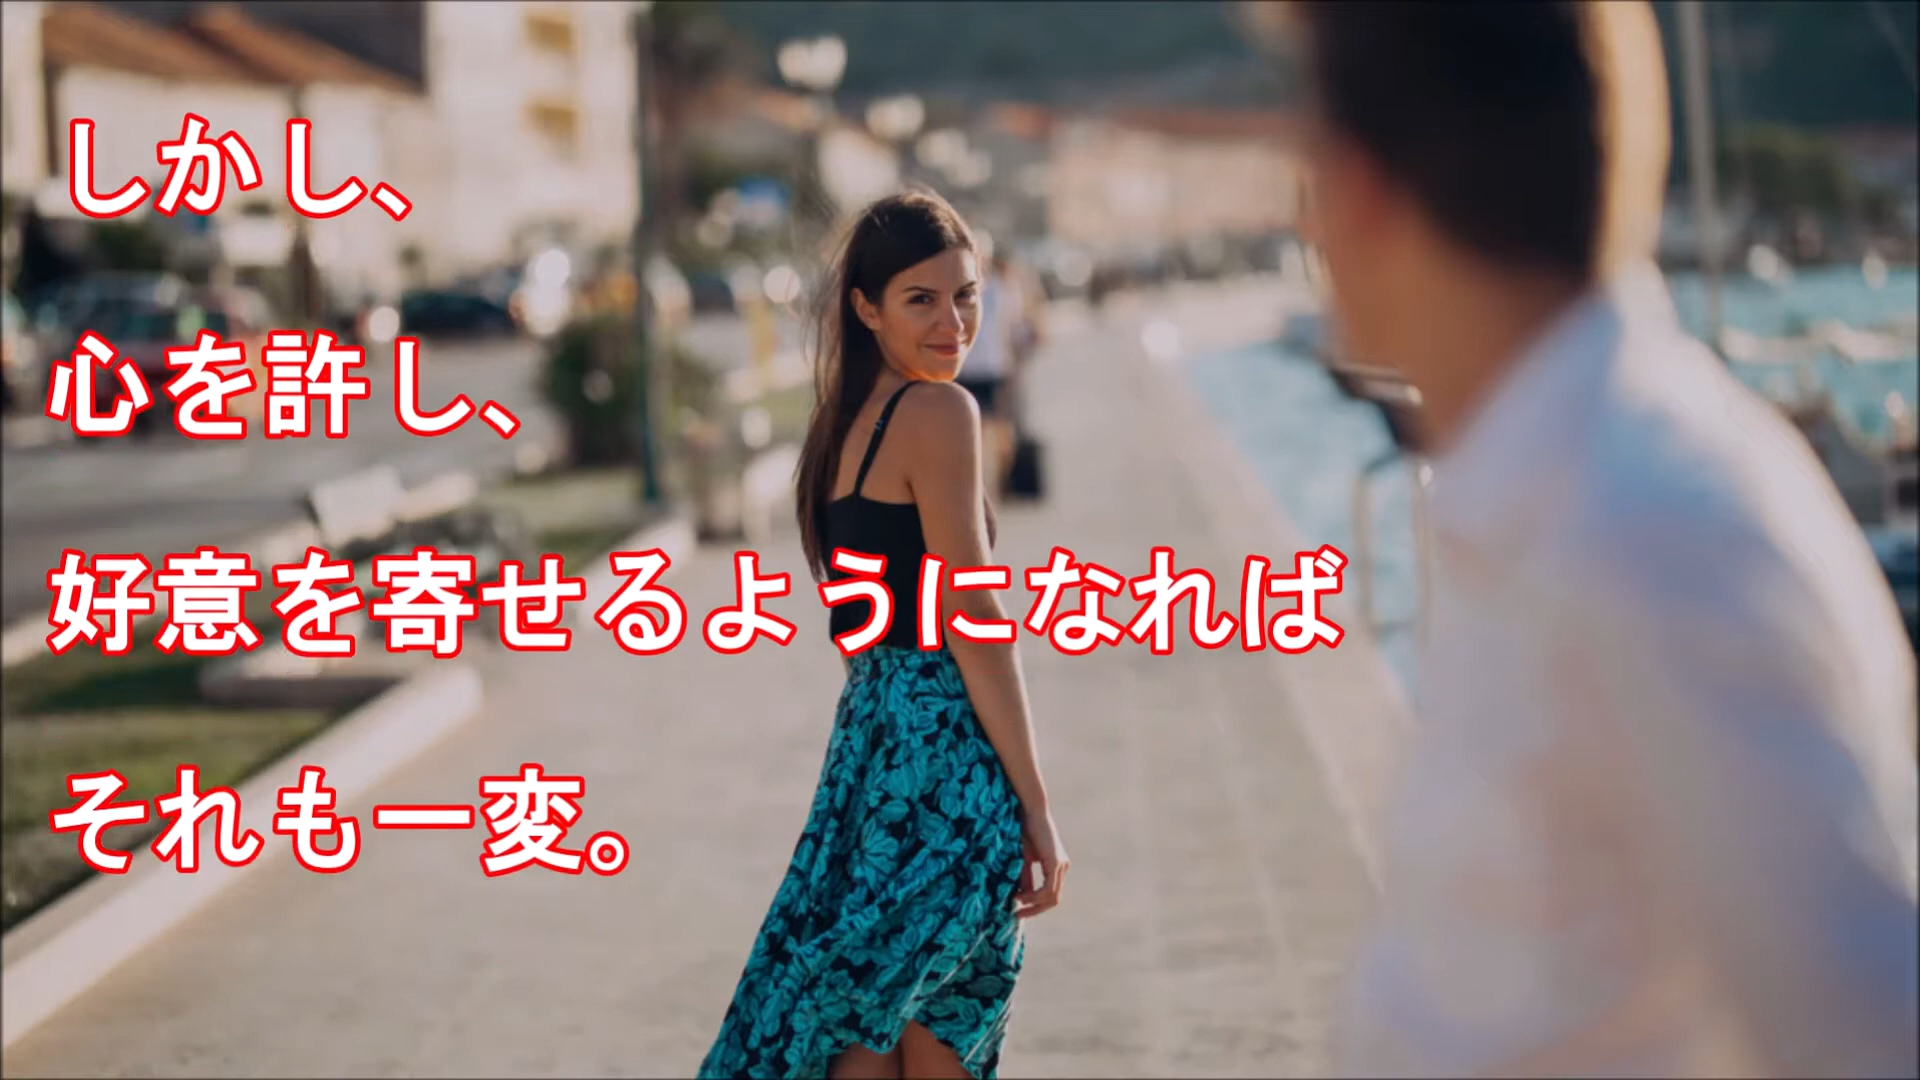 しかし、
心を許し、
好意を寄せるようになれば
それも一変。